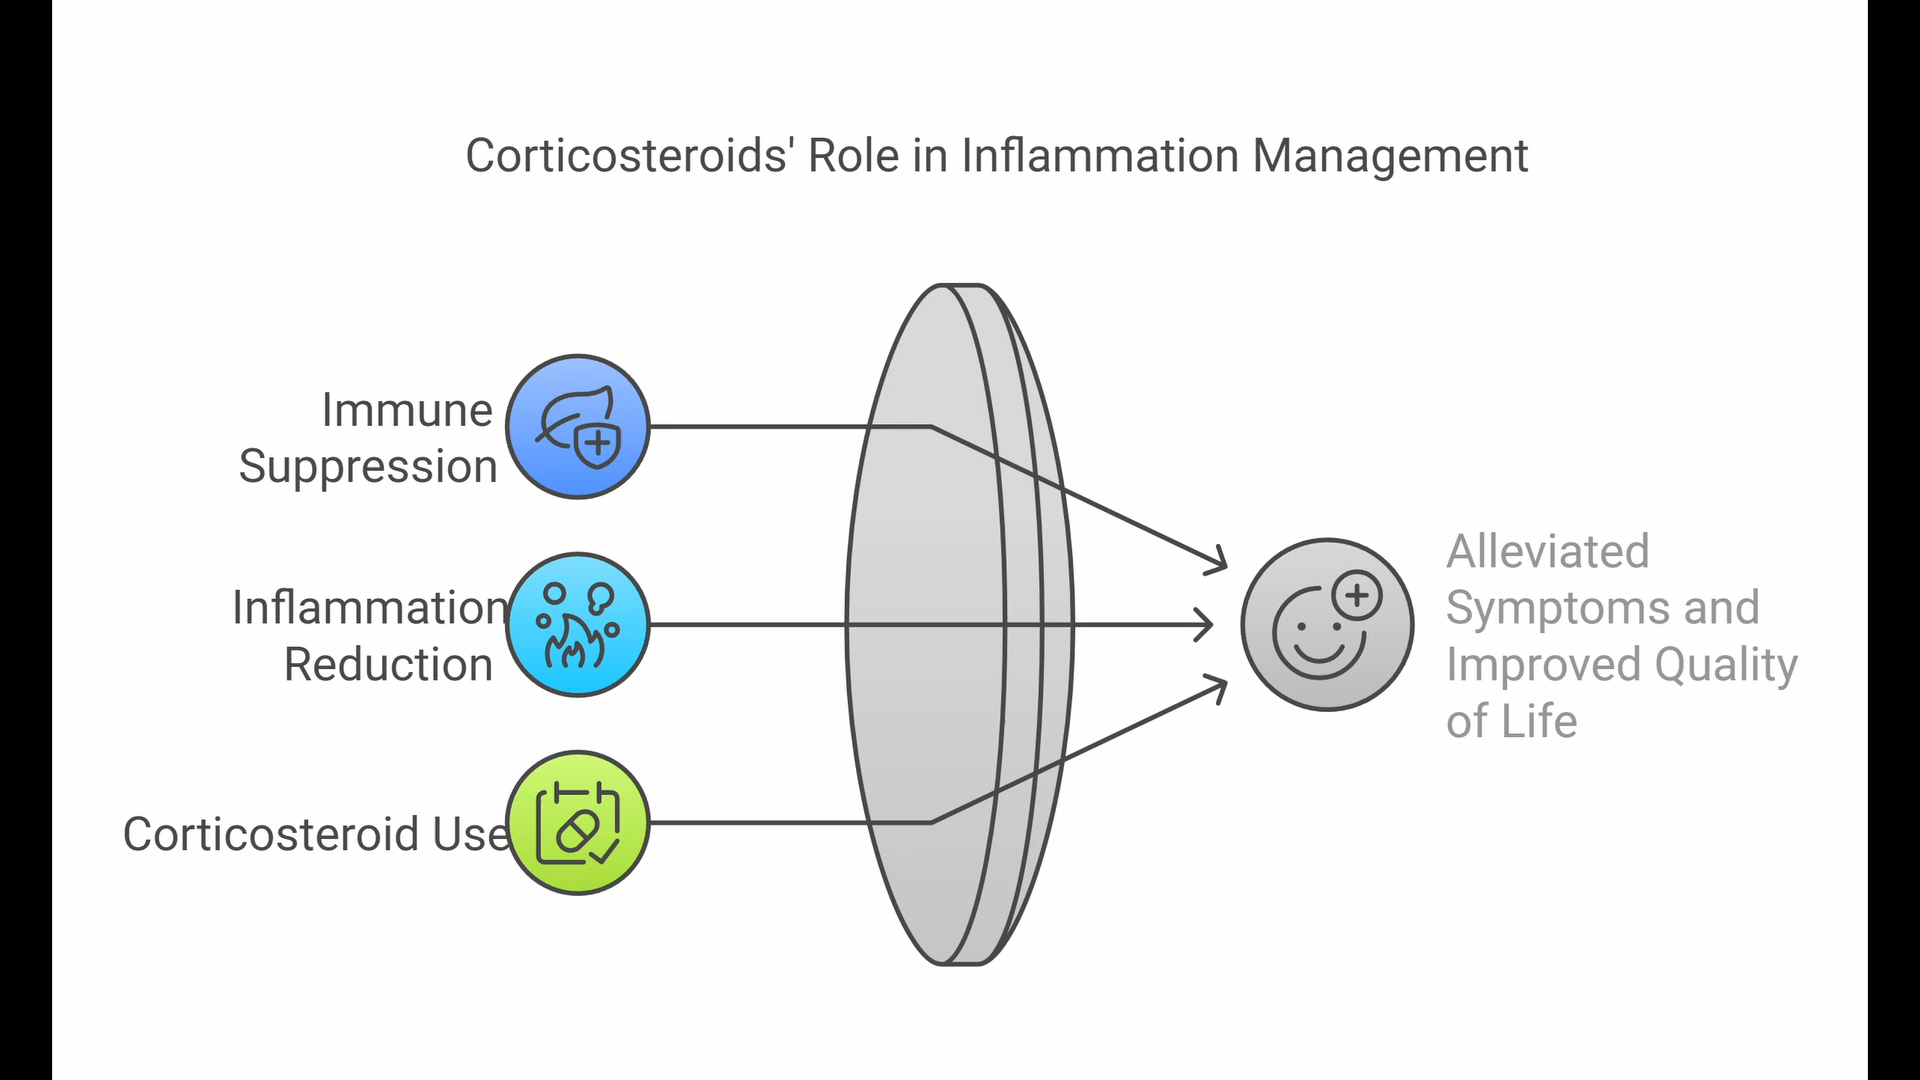 Corticosteroids' Role in Inflammation Management
Immune
Suppression
Inflammation
Reduction
Corticosteroid Use
Alleviated
Symptoms and
Improved Quality
of Life